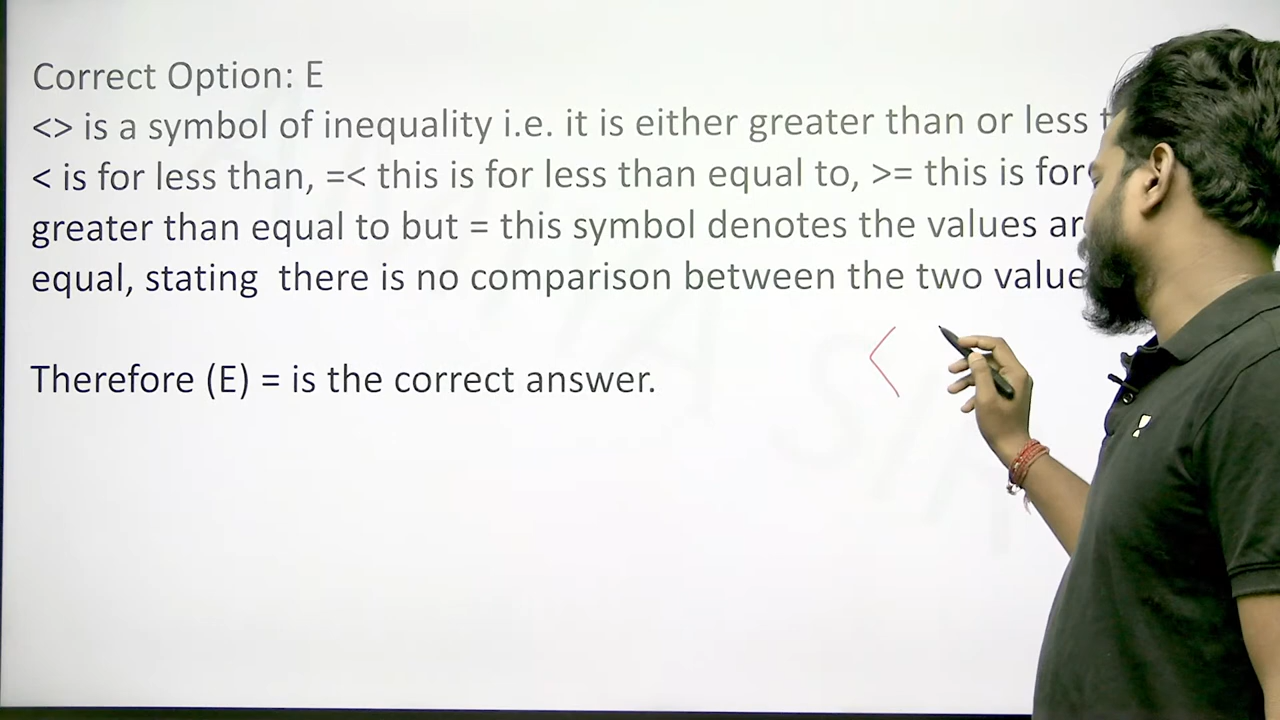 Correct Option: E
<> is a symbol of inequality i.e. it is either greater than or less
< is for less than, =< this is for less than equal to, >= this is for
greater than equal to but = this symbol denotes the values
equal, stating there is no comparison between the two
<
Therefore (E) = is the correct answer.